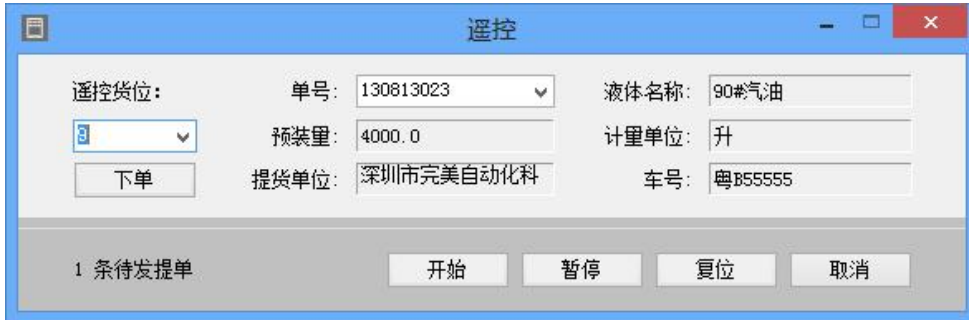 遥控
遥控货位: 单号: 130813023 液体名称: 90#汽油
9 预装量: 4000.0 计量单位: 升
下单 提货单位: 深圳市完美自动化科 车号: 粤B55555
1 条待发提单 开始 暂停 复位 取消